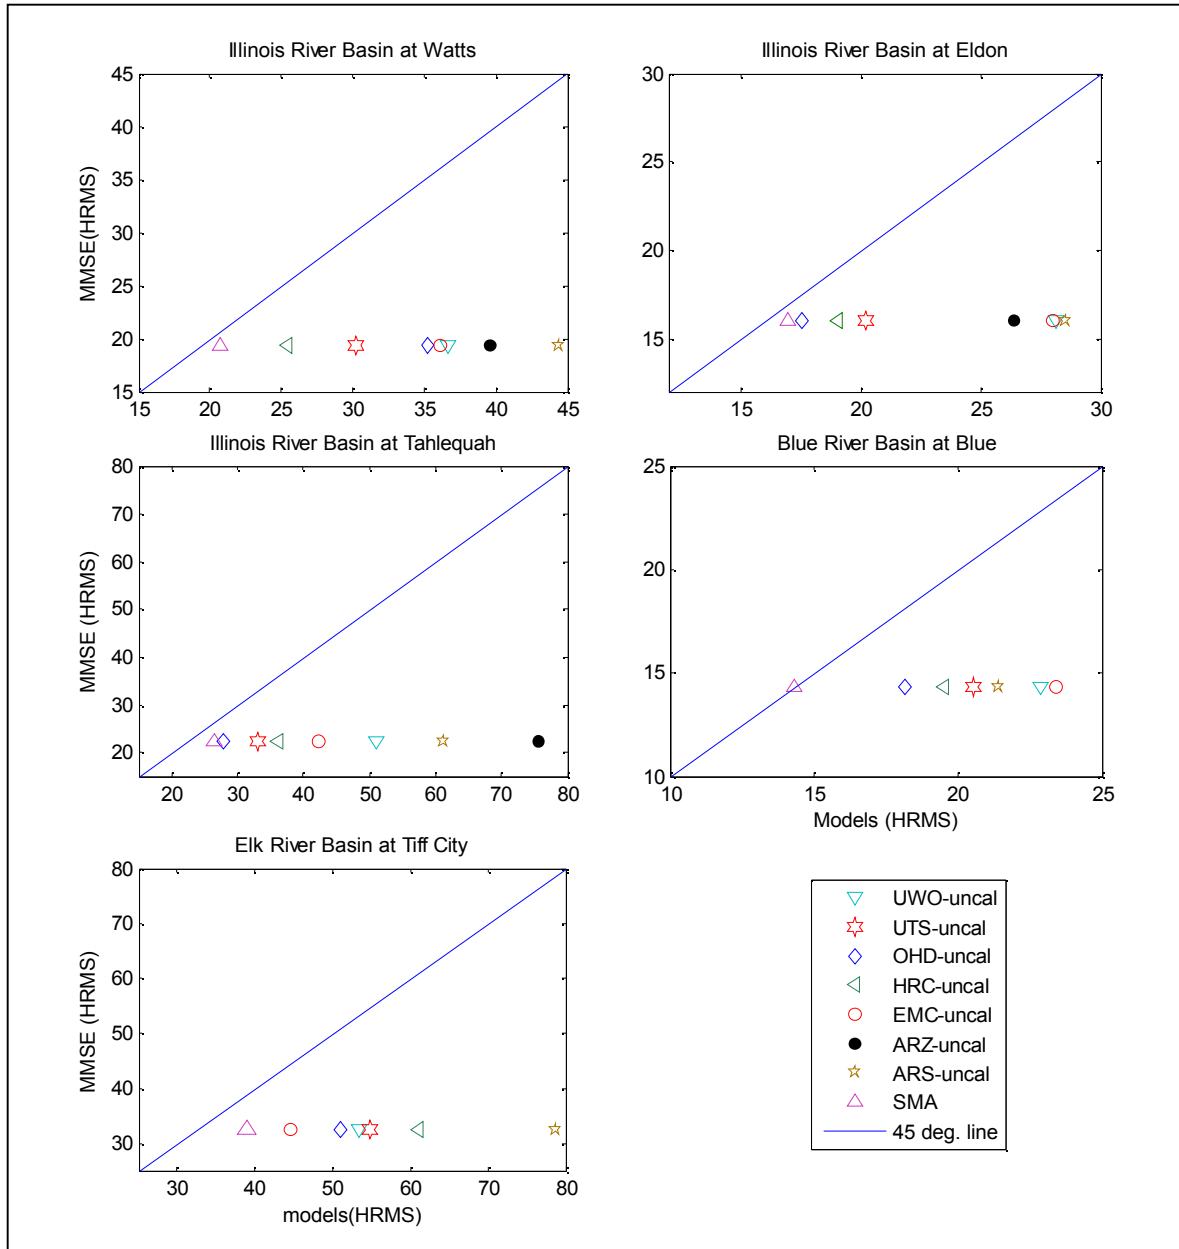 Illinois River Basin at Watts
45
40
35
30
25
20
15
MMSE(HRMS)
15 20 25 30 35 40 45
Illinois River Basin at Eldon
30
25
20
15
15 20 25 30
Illinois River Basin at Tahlequah
80
70
60
50
40
30
20
MMSE (HRMS)
20 30 40 50 60 70 80
Blue River Basin at Blue
25
20
15
10
10 15 20 25
Models (HRMS)
Elk River Basin at Tiff City
80
70
60
50
40
30
MMSE (HRMS)
30 40 50 60 70 80
models(HRMS)
UWO-uncal
UTS-uncal
OHD-uncal
HRC-uncal
EMC-uncal
ARZ-uncal
ARS-uncal
SMA
45 deg. line